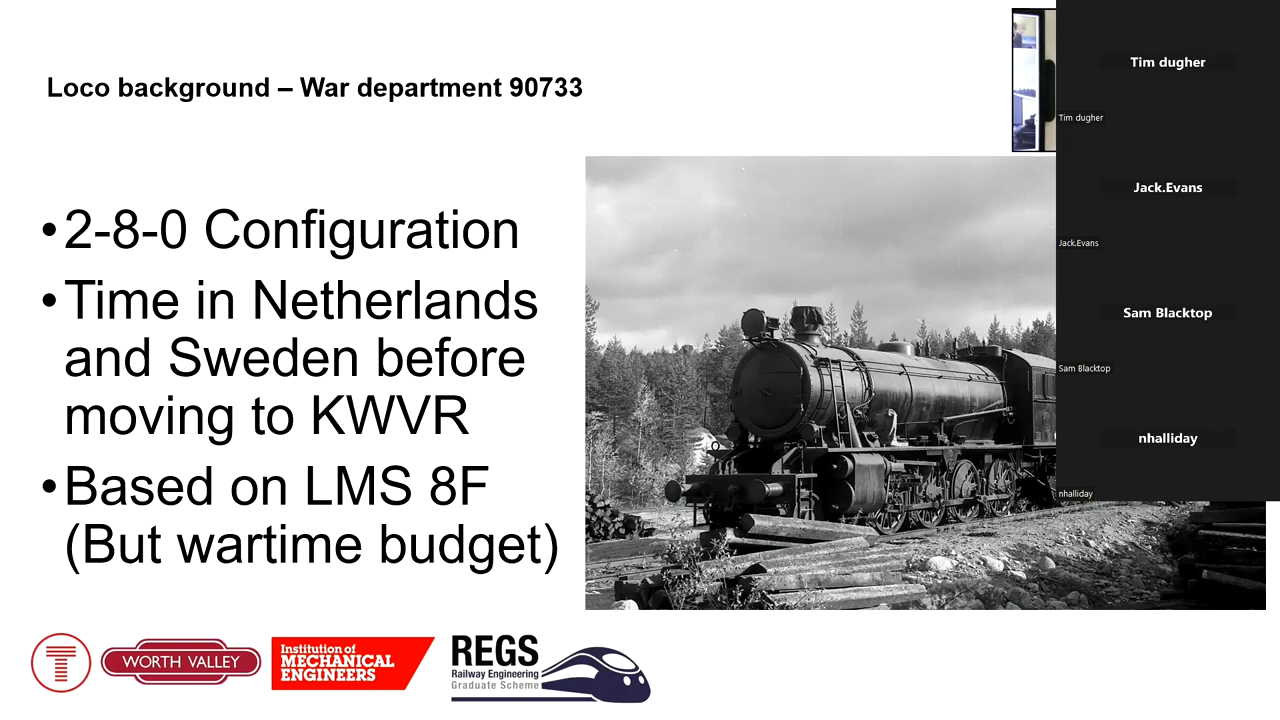 Loco background – War department 90733
•2-8-0 Configuration
•Time in Netherlands
and Sweden before
moving to KWVR
•Based on LMS 8F
(But wartime budget)
Tim dugher
Tim dugher
Jack.Evans
Jack.Evans
Sam Blacktop
Sam Blacktop
nhalliday
nhalliday
T
WORTH VALLEY
Institution of
MECHANICAL
ENGINEERS
REGS
Railway Engineering
Graduate Scheme